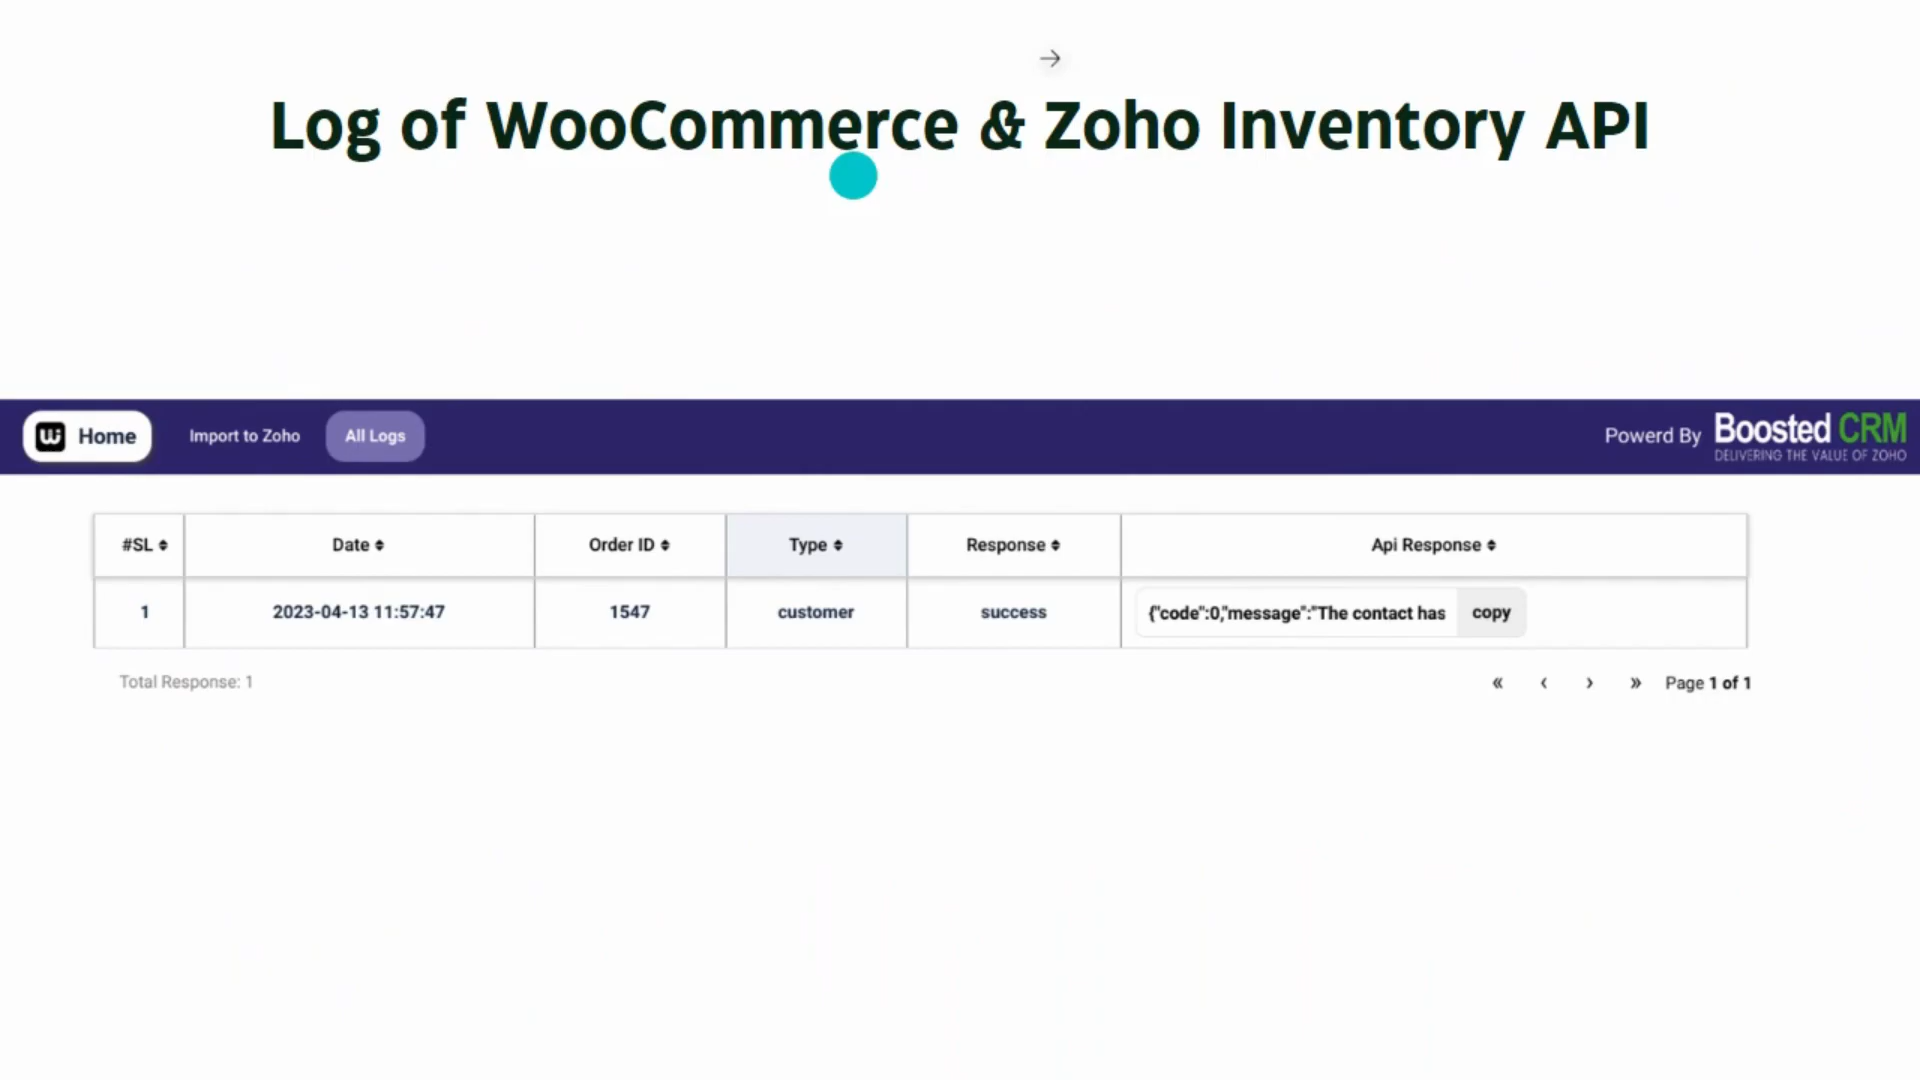 Log of WooCommerce & Zoho Inventory API
Home Import to Zoho All Logs Powerd By Boosted CRM
DELIVERING THE VALUE OF ZOHO
#SL Date Order ID Type Response Api Response
1 2023-04-13 11:57:47 1547 customer success {"code":0,"message":"The contact has copy
Total Response: 1 « ‹ › » Page 1 of 1